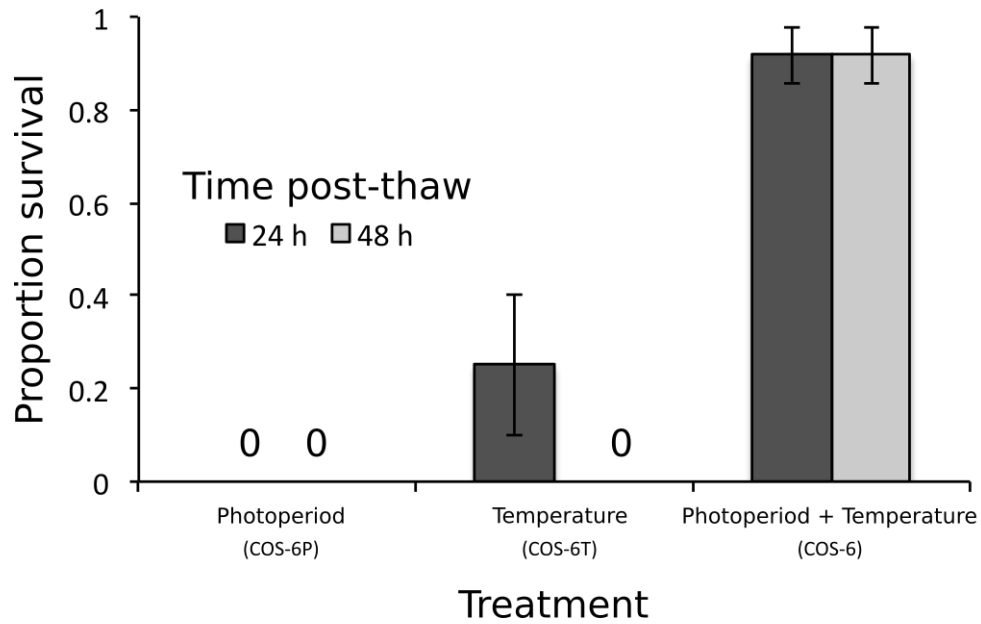 1
0.8
0.6
0.4
0.2
0
Proportion survival
Time post-thaw
24 h 48 h
0 0 0
Photoperiod Temperature Photoperiod + Temperature
(COS-6P) (COS-6T) (COS-6)
Treatment